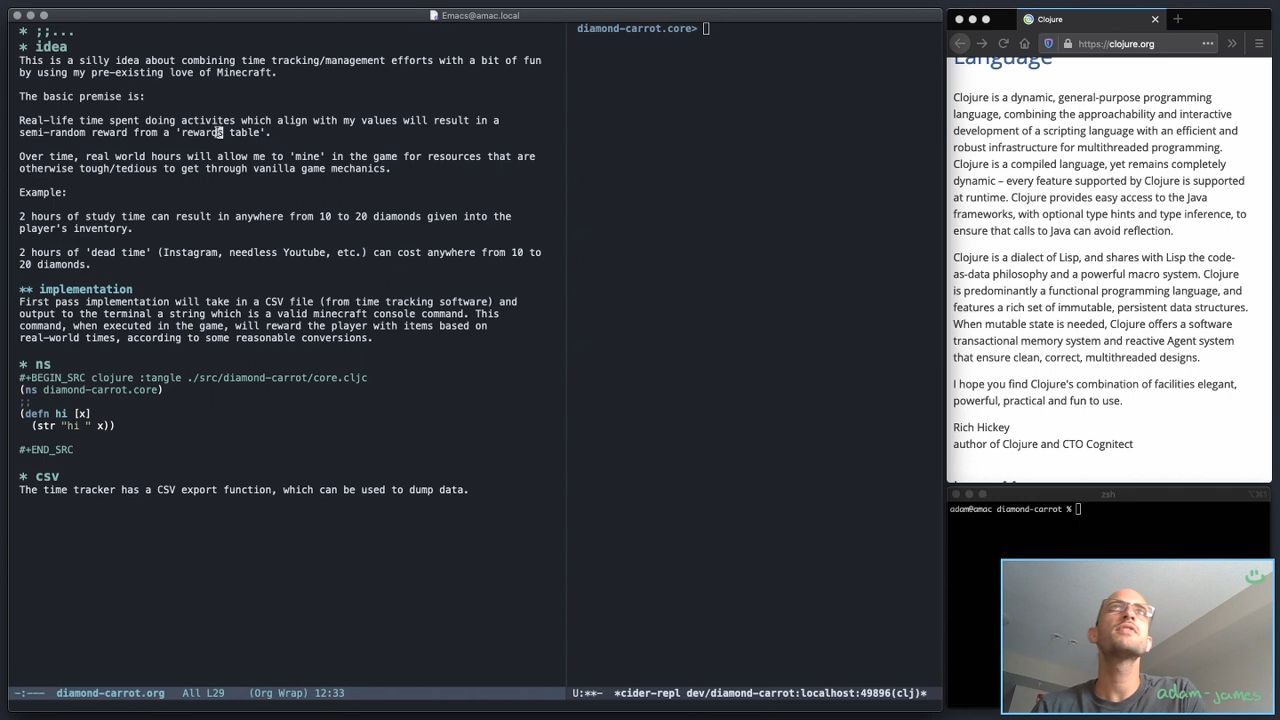 Emacs@amac.local
* ;;...
* idea
This is a silly idea about combining time tracking/management efforts with a bit of fun
by using my pre-existing love of Minecraft.
The basic premise is:
Real-life time spent doing activites which align with my values will result in a
semi-random reward from a 'rewards table'.
Over time, real world hours will allow me to 'mine' in the game for resources that are
otherwise tough/tedious to get through vanilla game mechanics.
Example:
2 hours of study time can result in anywhere from 10 to 20 diamonds given into the
player's inventory.
2 hours of 'dead time' (Instagram, needless Youtube, etc.) can cost anywhere from 10 to
20 diamonds.
** implementation
First pass implementation will take in a CSV file (from time tracking software) and
output to the terminal a string which is a valid minecraft console command. This
command, when executed in the game, will reward the player with items based on
real-world times, according to some reasonable conversions.
* ns
#+BEGIN_SRC clojure :tangle ./src/diamond-carrot/core.cljc
(ns diamond-carrot.core)
;;
(defn hi [x]
(str "hi " x))
#+END_SRC
* csv
The time tracker has a CSV export function, which can be used to dump data.
-:--- diamond-carrot.org All L29 (Org Wrap) 12:33
diamond-carrot.core>
U:**- *cider-repl dev/diamond-carrot:localhost:49896(clj)*
Clojure
https://clojure.org
Language
Clojure is a dynamic, general-purpose programming
language, combining the approachability and interactive
development of a scripting language with an efficient and
robust infrastructure for multithreaded programming.
Clojure is a compiled language, yet remains completely
dynamic – every feature supported by Clojure is supported
at runtime. Clojure provides easy access to the Java
frameworks, with optional type hints and type inference, to
ensure that calls to Java can avoid reflection.
Clojure is a dialect of Lisp, and shares with Lisp the code-
as-data philosophy and a powerful macro system. Clojure
is predominantly a functional programming language, and
features a rich set of immutable, persistent data structures.
When mutable state is needed, Clojure offers a software
transactional memory system and reactive Agent system
that ensure clean, correct, multithreaded designs.
I hope you find Clojure's combination of facilities elegant,
powerful, practical and fun to use.
Rich Hickey
author of Clojure and CTO Cognitect
zsh
adam@amac diamond-carrot %
adam-james